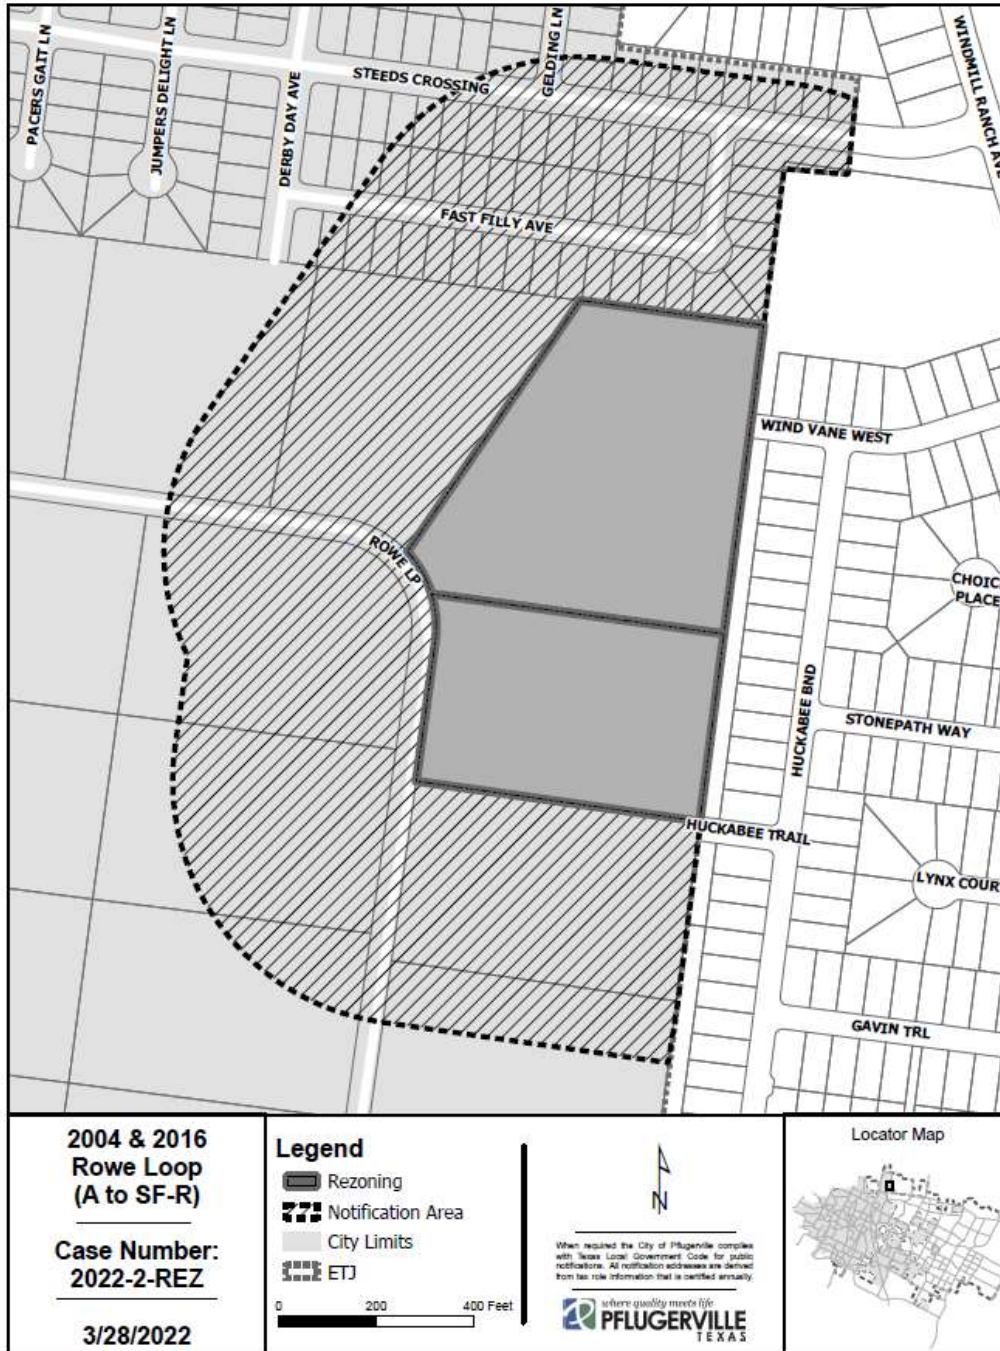 PACERS GAIT LN
JUMPERS DELIGHT LN
DERBY DAY AVE
STEEDS CROSSING
GELDING LN
WINDMILL RANCH AVE
FAST FILLY AVE
WIND VANE WEST
ROWE LP
CHOIC
PLACE
HUCKABEE BND
STONEPATH WAY
HUCKABEE TRAIL
LYNX COUR
GAVIN TRL
2004 & 2016
Rowe Loop
(A to SF-R)
Case Number:
2022-2-REZ
3/28/2022
Legend
Rezoning
Notification Area
City Limits
ETJ
0 200 400 Feet
N
When required the City of Pflugerville complies
with Texas Local Government Code for public
notifications. All notification addresses are derived
from tax role information that is certified annually.
where quality meets life
PFLUGERVILLE
TEXAS
Locator Map